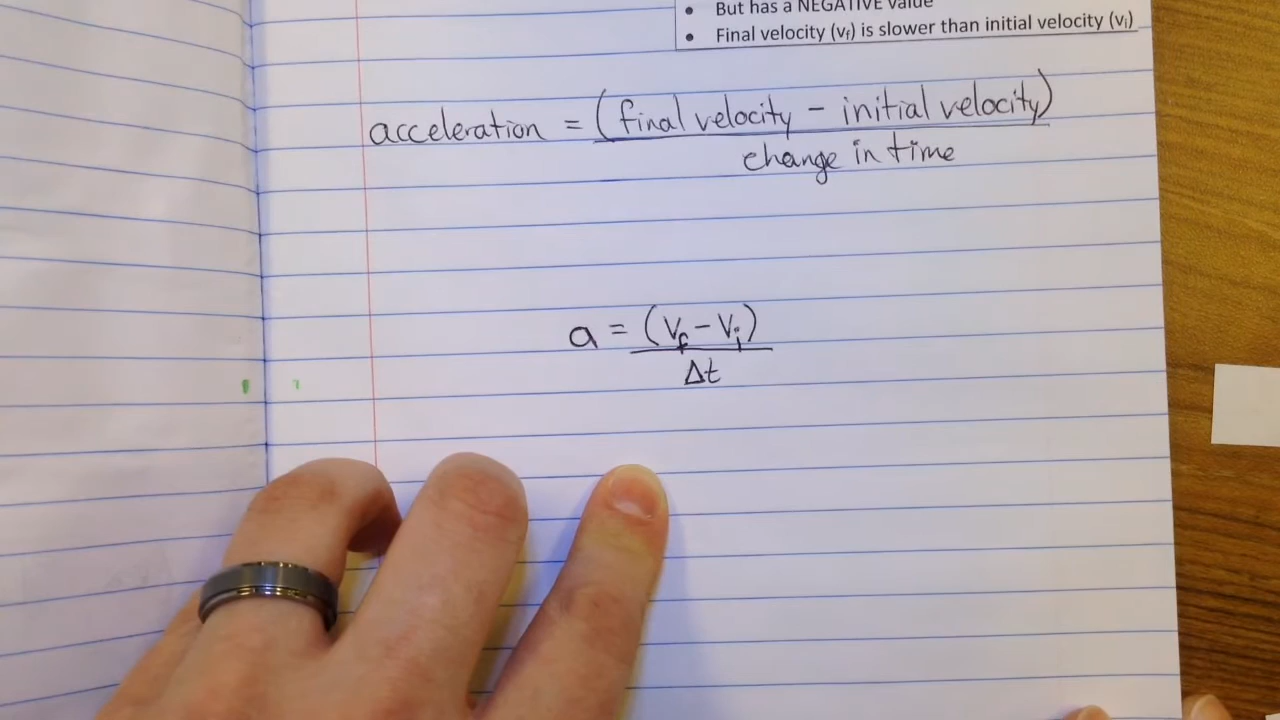 • But has a NEGATIVE value
• Final velocity (vf) is slower than initial velocity (vi)
acceleration = (final velocity - initial velocity)
change in time
a = (Vf - Vi)
Δt